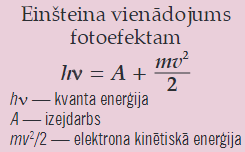 Einšteina vienādojums
fotoefektam
hν = A + mv²/2
hν — kvanta enerģija
A — izejdarbs
mv²/2 — elektrona kinētiskā enerģija